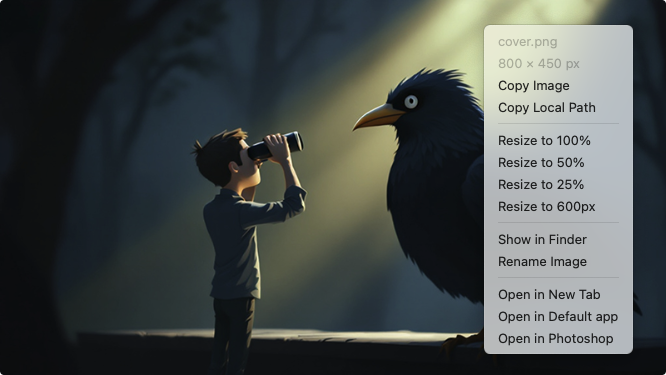 cover.png
800 × 450 px
Copy Image
Copy Local Path
Resize to 100%
Resize to 50%
Resize to 25%
Resize to 600px
Show in Finder
Rename Image
Open in New Tab
Open in Default app
Open in Photoshop